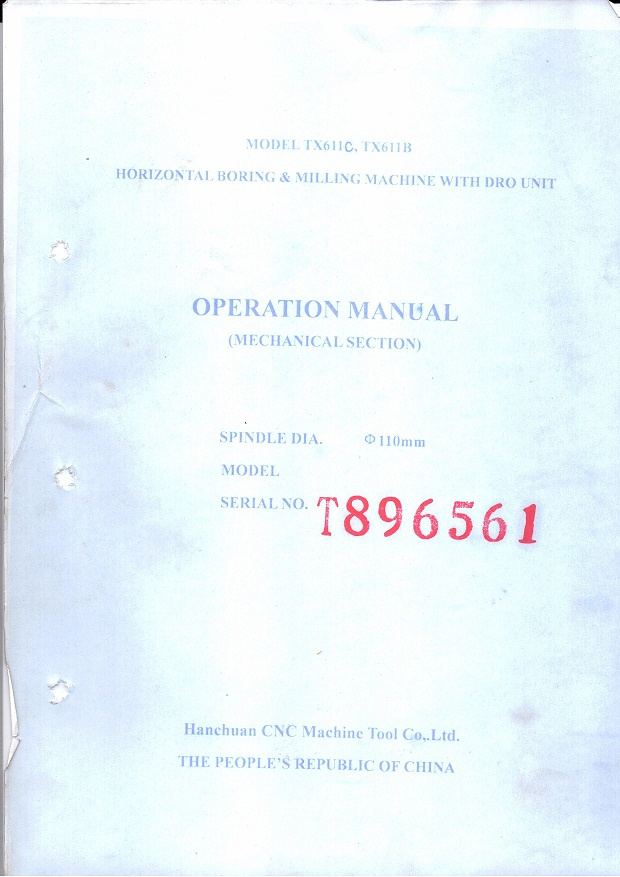 MODEL TX611C, TX611B
HORIZONTAL BORING & MILLING MACHINE WITH DRO UNIT
OPERATION MANUAL
(MECHANICAL SECTION)
SPINDLE DIA. Φ110mm
MODEL
SERIAL NO. T896561
Hanchuan CNC Machine Tool Co,.Ltd.
THE PEOPLE'S REPUBLIC OF CHINA